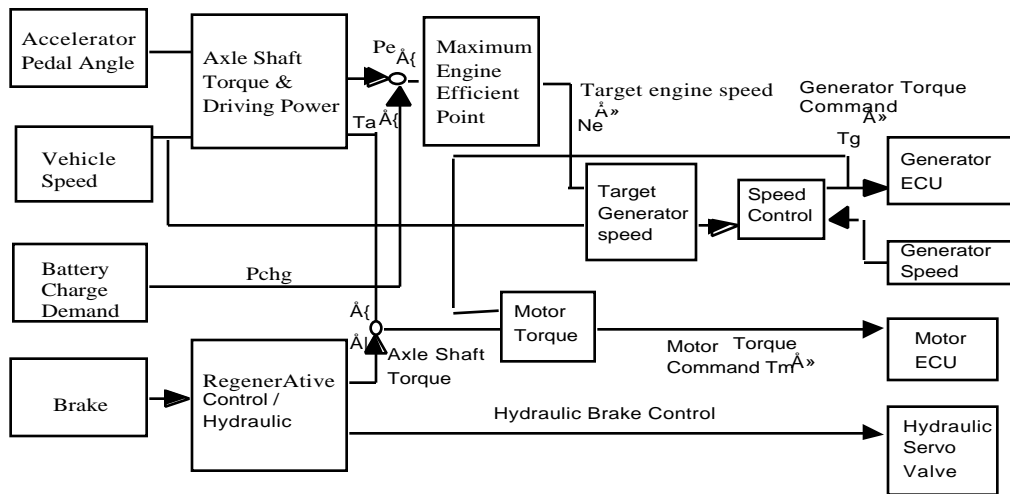 Accelerator
Pedal Angle
Axle Shaft
Torque &
Driving Power
Pe
Å{
Maximum
Engine
Efficient
Point
Target engine speed
Å»
Ne
Generator Torque
Command
Å»
Tg
Generator
ECU
Ta
Å{
Vehicle
Speed
Target
Generator
speed
Speed
Control
Generator
Speed
Battery
Charge
Demand
Pchg
Å{
Å|
Axle Shaft
Torque
Motor
Torque
Motor Torque
Command Tm
Å»
Motor
ECU
Brake
RegenerAtive
Control /
Hydraulic
Hydraulic Brake Control
Hydraulic
Servo
Valve